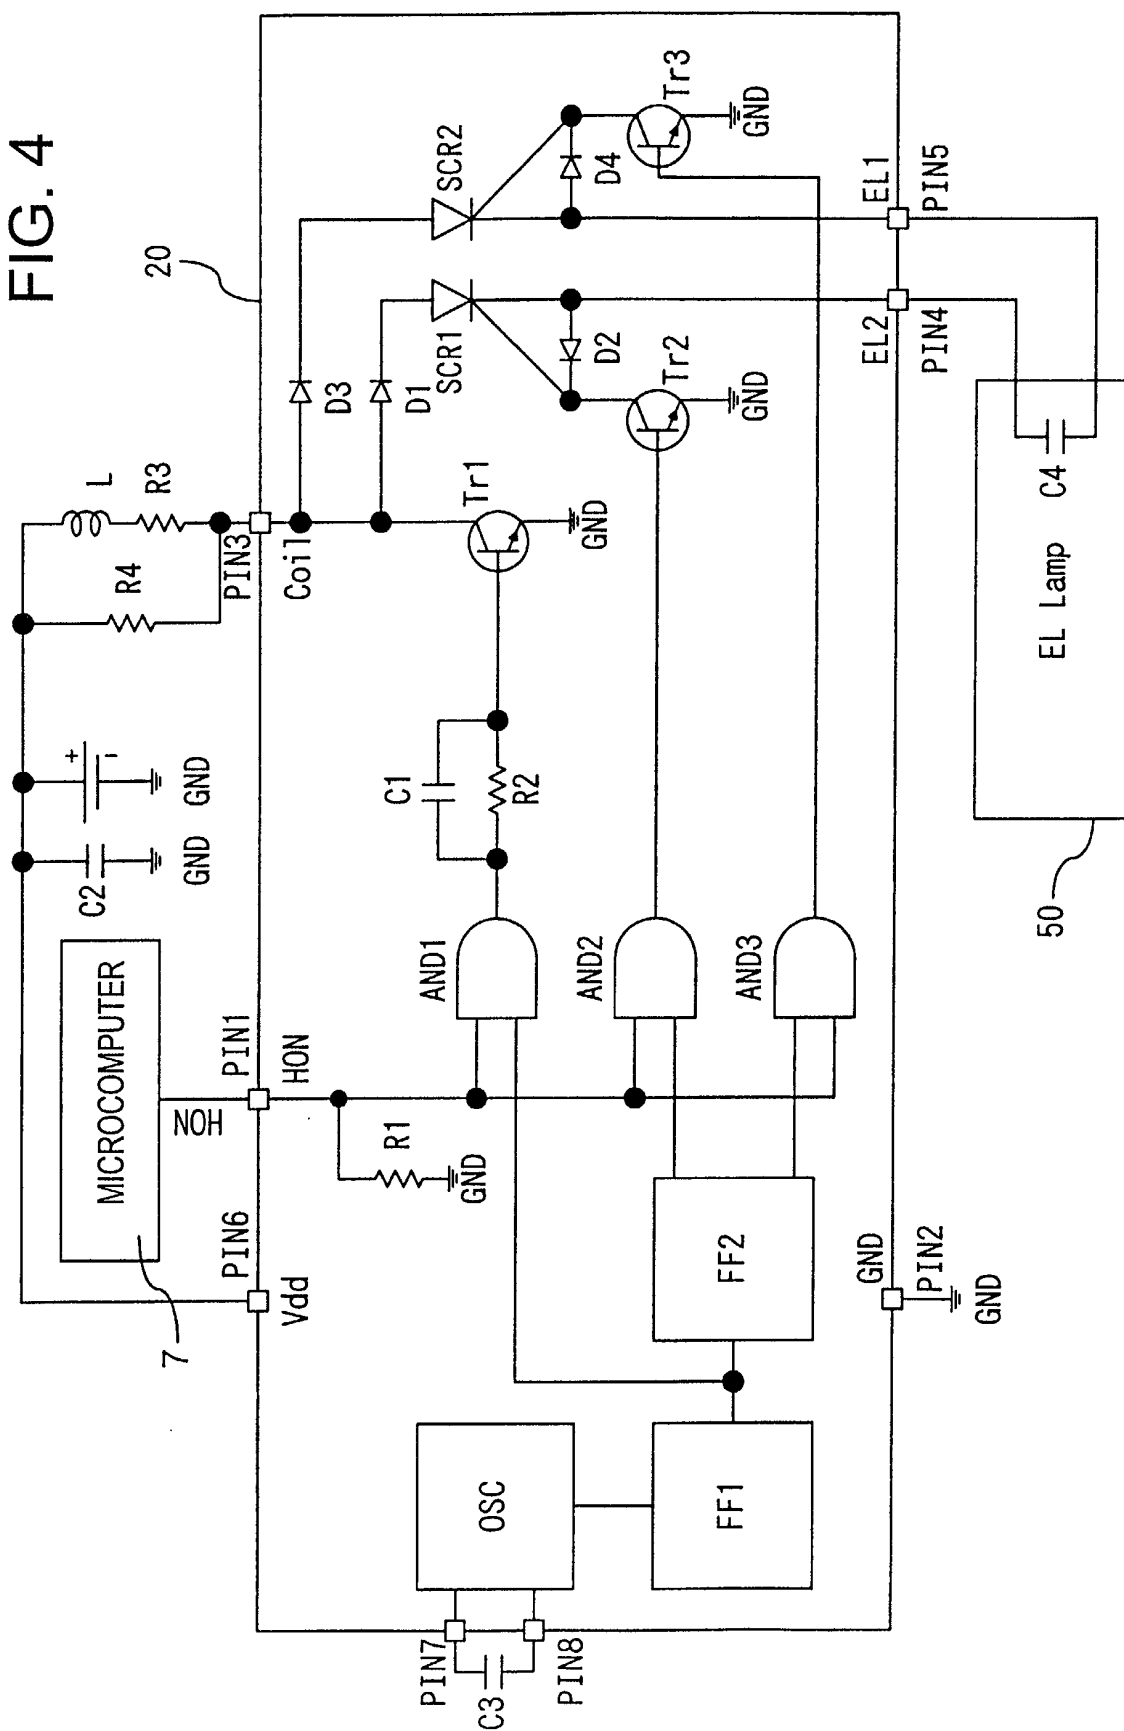 FIG. 4
20
7
MICROCOMPUTER
C2
GND
+
-
GND
R4
L
R3
HON
PIN6
Vdd
PIN1
HON
PIN3
Coil
R1
GND
D3
D1
SCR2
SCR1
C1
R2
Tr1
GND
D4
Tr3
GND
D2
Tr2
GND
AND1
AND2
AND3
OSC
FF1
FF2
PIN7
C3
PIN8
GND
PIN2
GND
EL2
PIN4
EL1
PIN5
EL Lamp
C4
50